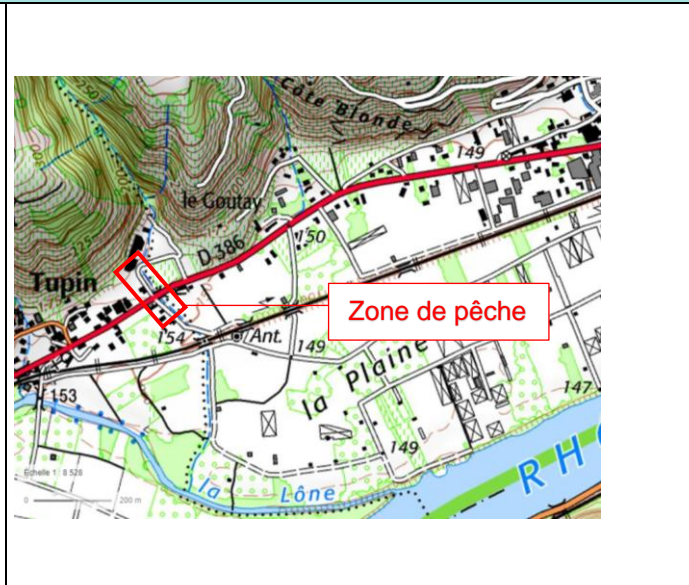 Côte Blonde
149
le Goutay
D 386
150
Tupin
Zone de pêche
154
Ant.
149
la Plaine
153
147
149
RHO
Echelle 1 : 8 528
0
200 m
la Lône